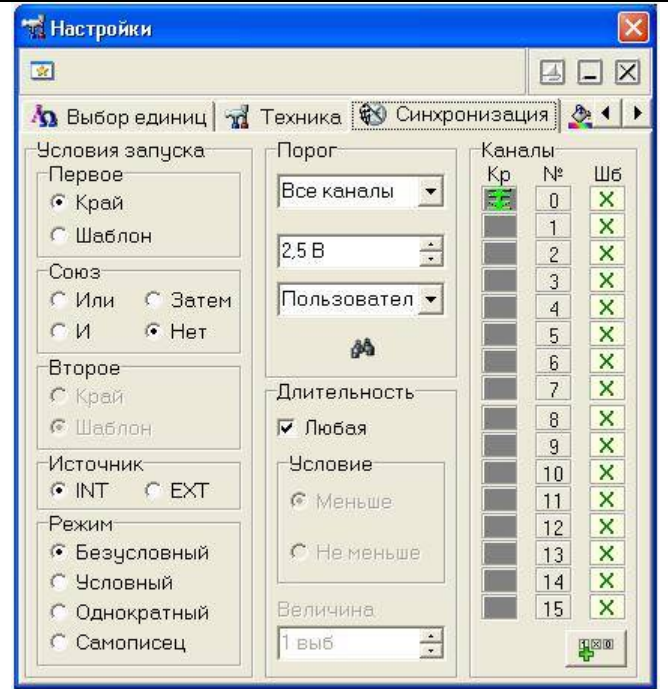 Настройки
Выбор единиц Техника Синхронизация
Условия запуска
Первое
Край
Шаблон
Союз
Или Затем
И Нет
Второе
Край
Шаблон
Источник
INT EXT
Режим
Безусловный
Условный
Однократный
Самописец
Порог
Все каналы
2,5 В
Пользовател
Длительность
Любая
Условие
Меньше
Не меньше
Величина
1 выб
Каналы
Кр № Шб
0 X
1 X
2 X
3 X
4 X
5 X
6 X
7 X
8 X
9 X
10 X
11 X
12 X
13 X
14 X
15 X